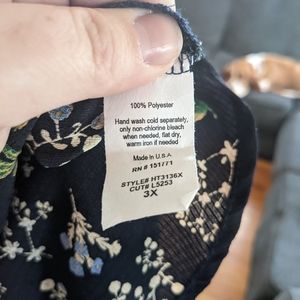 100% Polyester
Hand wash cold separately,
only non-chlorine bleach
when needed, flat dry,
warm iron if needed
Made in U.S.A.
RN # 151771
STYLE# HT3136X
CUT# L5253
3X